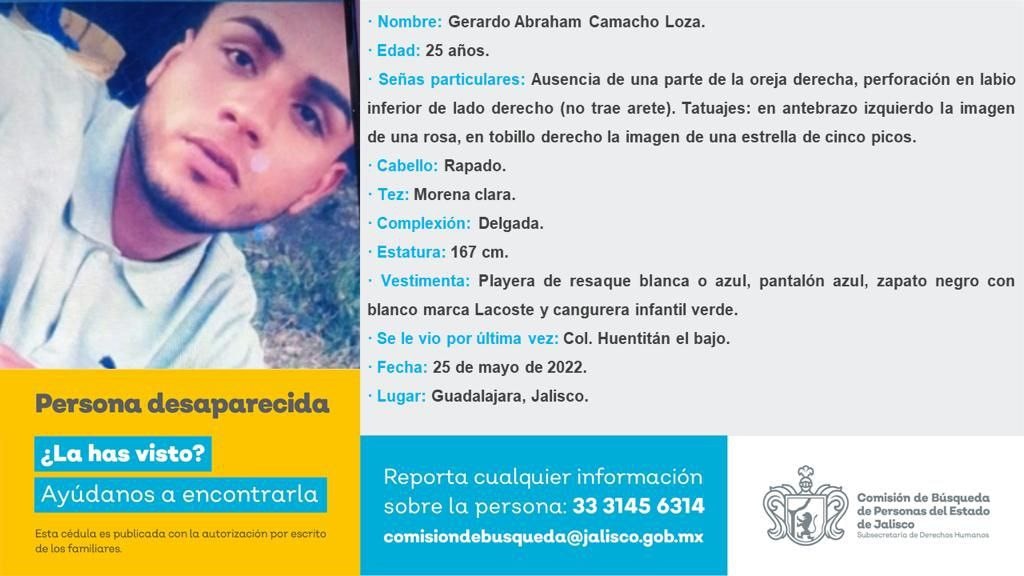 · Nombre: Gerardo Abraham Camacho Loza.
· Edad: 25 años.
· Señas particulares: Ausencia de una parte de la oreja derecha, perforación en labio
inferior de lado derecho (no trae arete). Tatuajes: en antebrazo izquierdo la imagen
de una rosa, en tobillo derecho la imagen de una estrella de cinco picos.
· Cabello: Rapado.
· Tez: Morena clara.
· Complexión: Delgada.
· Estatura: 167 cm.
· Vestimenta: Playera de resaque blanca o azul, pantalón azul, zapato negro con
blanco marca Lacoste y cangurera infantil verde.
· Se le vio por última vez: Col. Huentitán el bajo.
· Fecha: 25 de mayo de 2022.
· Lugar: Guadalajara, Jalisco.
Persona desaparecida
¿La has visto?
Ayúdanos a encontrarla
Esta cédula es publicada con la autorización por escrito
de los familiares.
Reporta cualquier información
sobre la persona: 33 3145 6314
comisiondebusqueda@jalisco.gob.mx
Comisión de Búsqueda
de Personas del Estado
de Jalisco
Subsecretaría de Derechos Humanos